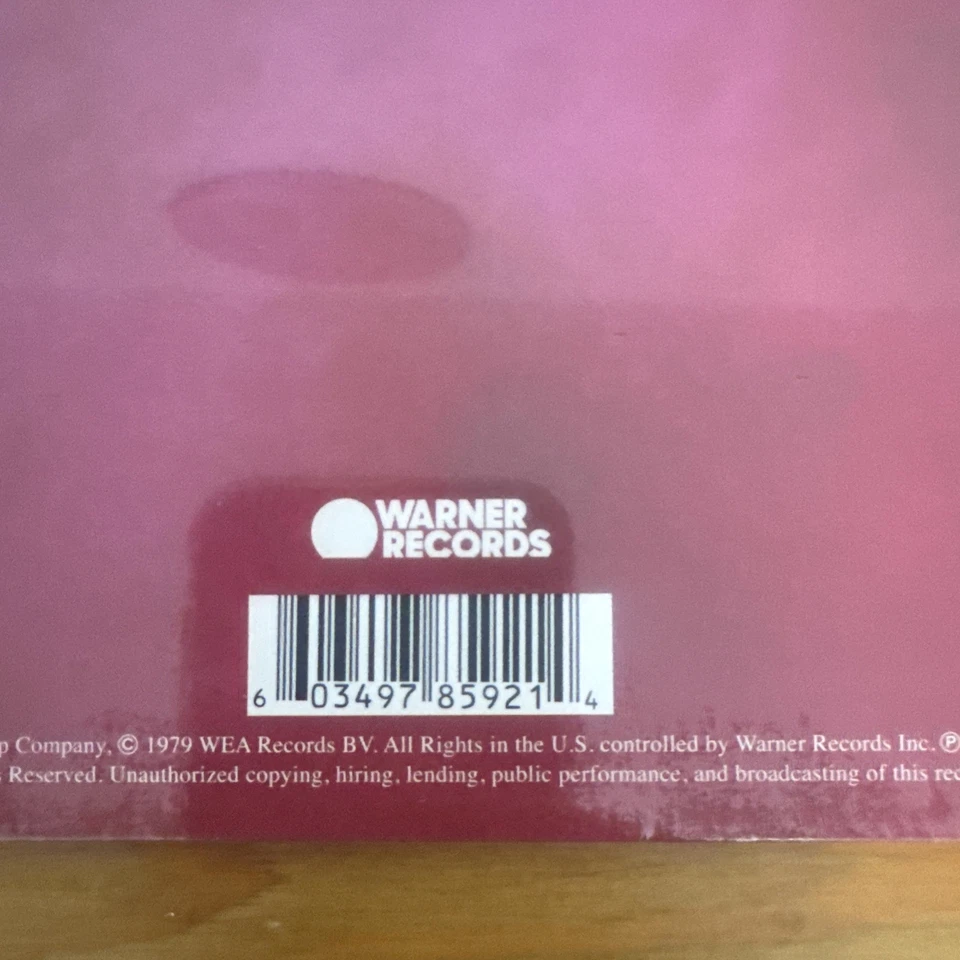 WARNER
RECORDS
6 03497 85921 4
p Company, © 1979 WEA Records BV. All Rights in the U.S. controlled by Warner Records Inc. ℗
s Reserved. Unauthorized copying, hiring, lending, public performance, and broadcasting of this rec